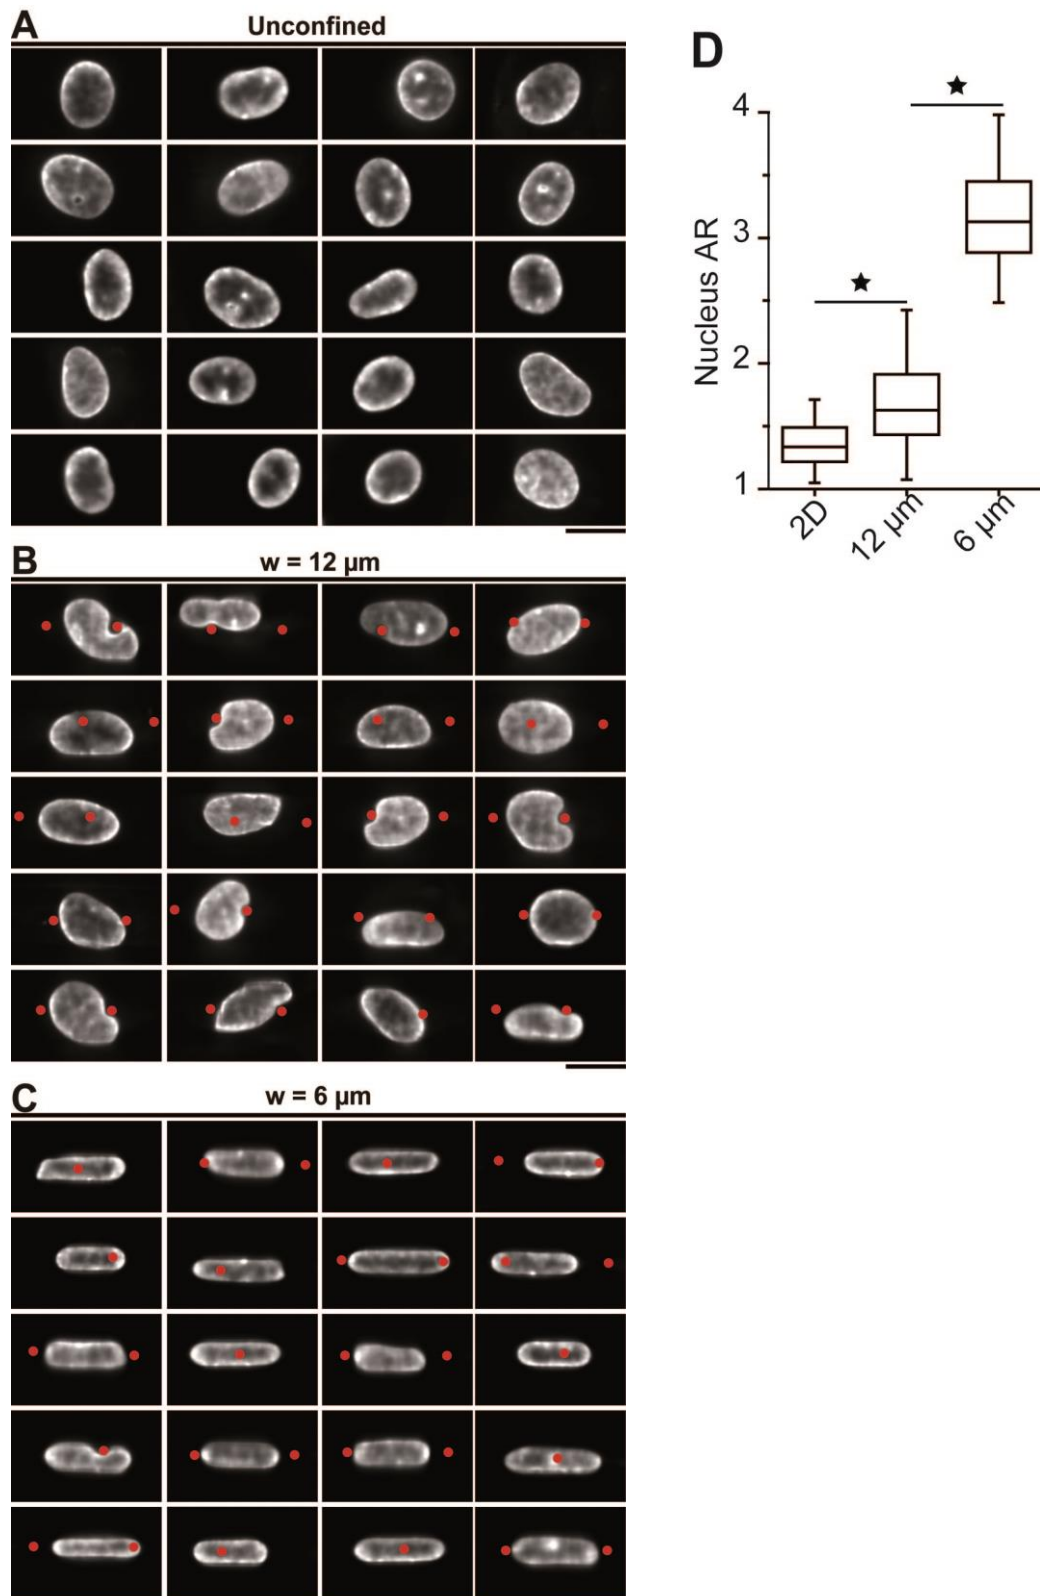 A
Unconfined
B
w = 12 µm
C
w = 6 µm
D
Nucleus AR
4
3
2
1
2D
12 µm
6 µm